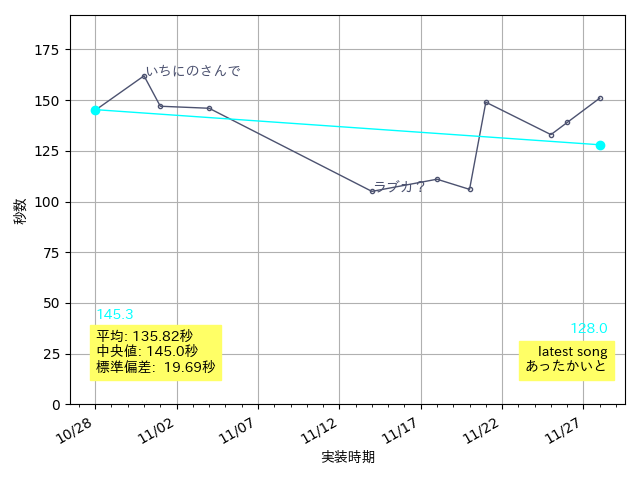 175
150
125
100
75
50
25
0
秒数
いちにのさんで
ラブカ？
145.3
平均: 135.82秒
中央値: 145.0秒
標準偏差: 19.69秒
128.0
latest song
あったかいと
10/28
11/02
11/07
11/12
11/17
11/22
11/27
実装時期